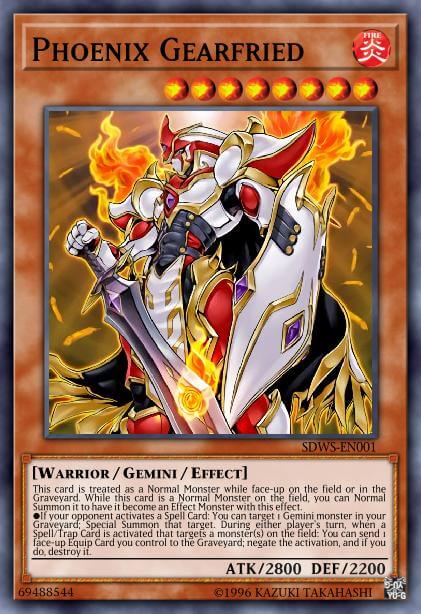 PHOENIX GEARFRIED
FIRE
炎
SDWS-EN001
[WARRIOR / GEMINI / EFFECT]
This card is treated as a Normal Monster while face-up on the field or in the
Graveyard. While this card is a Normal Monster on the field, you can Normal
Summon it to have it become an Effect Monster with this effect.
●If your opponent activates a Spell Card: You can target 1 Gemini monster in your
Graveyard; Special Summon that target. During either player's turn, when a
Spell/Trap Card is activated that targets a monster(s) on the field: You can send 1
face-up Equip Card you control to the Graveyard; negate the activation, and if you
do, destroy it.
ATK/2800 DEF/2200
69488544
©1996 KAZUKI TAKAHASHI